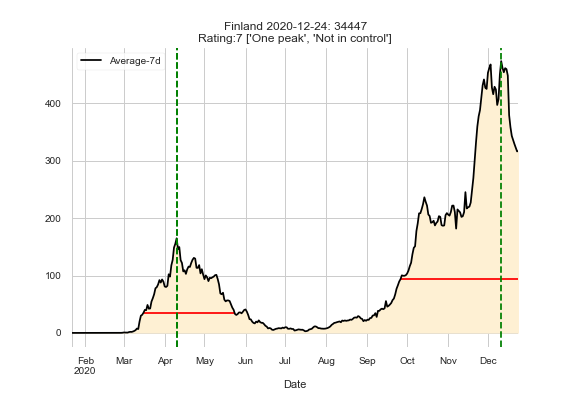 Finland 2020-12-24: 34447
Rating:7 ['One peak', 'Not in control']
Average-7d
400
300
200
100
0
Feb Mar Apr May Jun Jul Aug Sep Oct Nov Dec
2020
Date